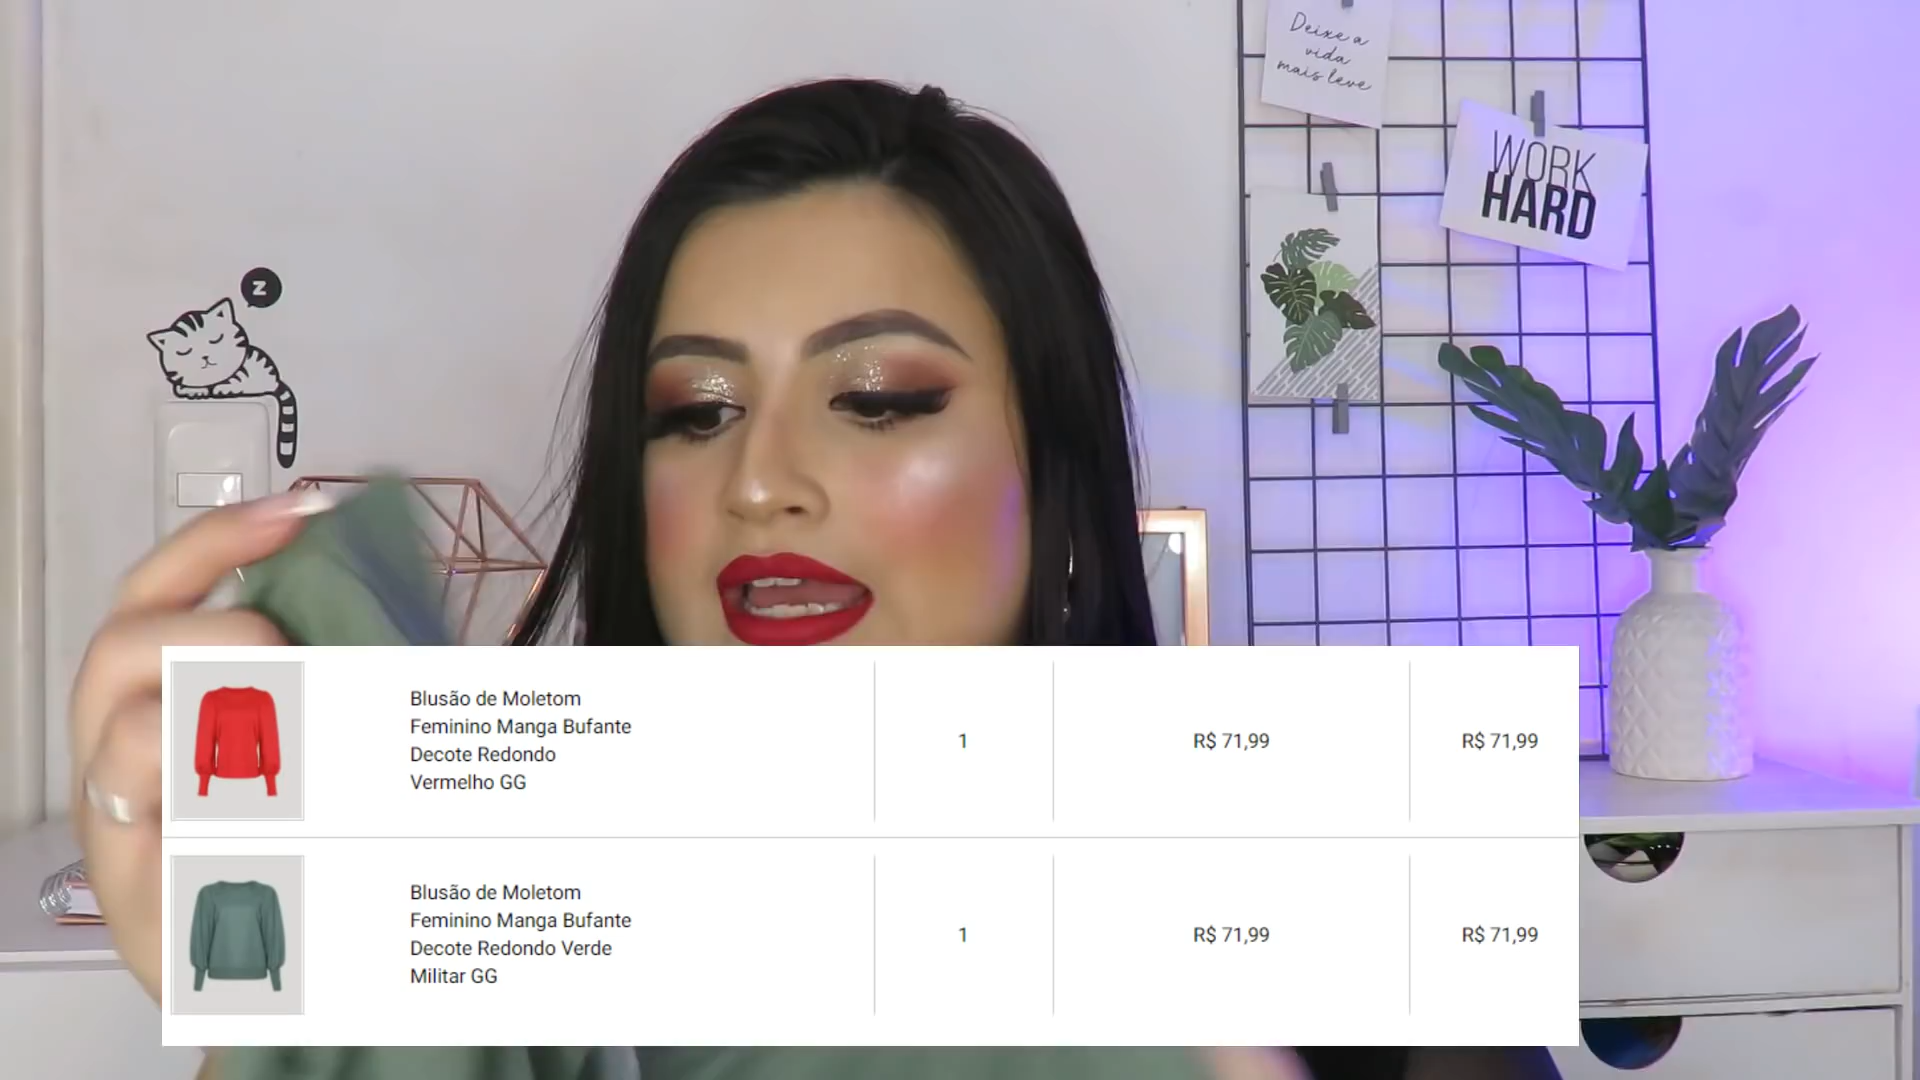 Deixe a
vida
mais leve
WORK
HARD
z
Blusão de Moletom
Feminino Manga Bufante
Decote Redondo
Vermelho GG
1
R$ 71,99
R$ 71,99
Blusão de Moletom
Feminino Manga Bufante
Decote Redondo Verde
Militar GG
1
R$ 71,99
R$ 71,99